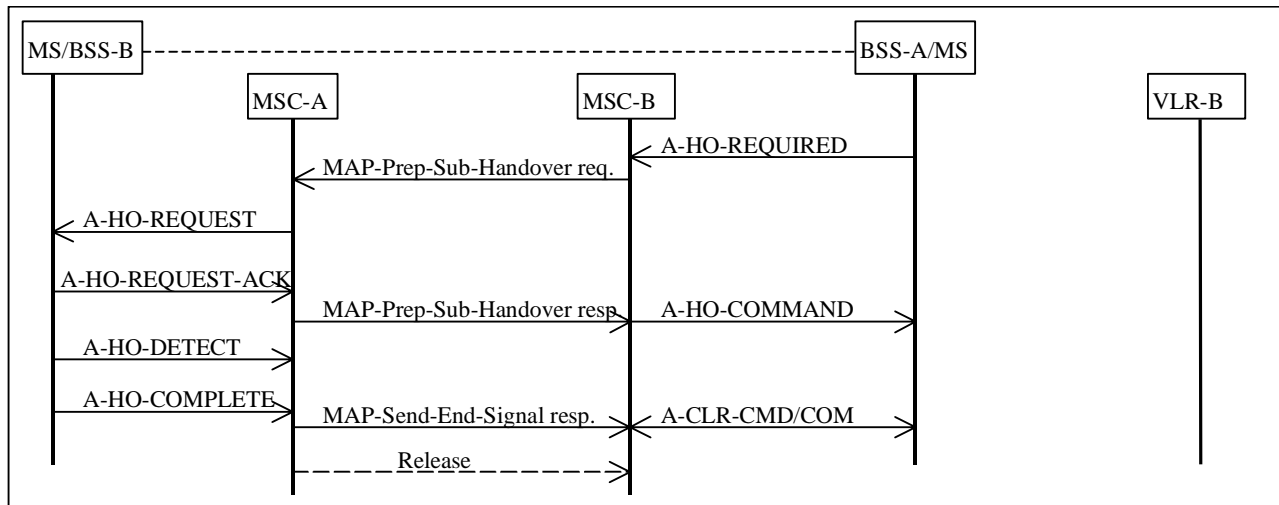 MS/BSS-B
BSS-A/MS
MSC-A
MSC-B
VLR-B
A-HO-REQUIRED
MAP-Prep-Sub-Handover req.
A-HO-REQUEST
A-HO-REQUEST-ACK
MAP-Prep-Sub-Handover resp
A-HO-COMMAND
A-HO-DETECT
A-HO-COMPLETE
MAP-Send-End-Signal resp.
A-CLR-CMD/COM
Release